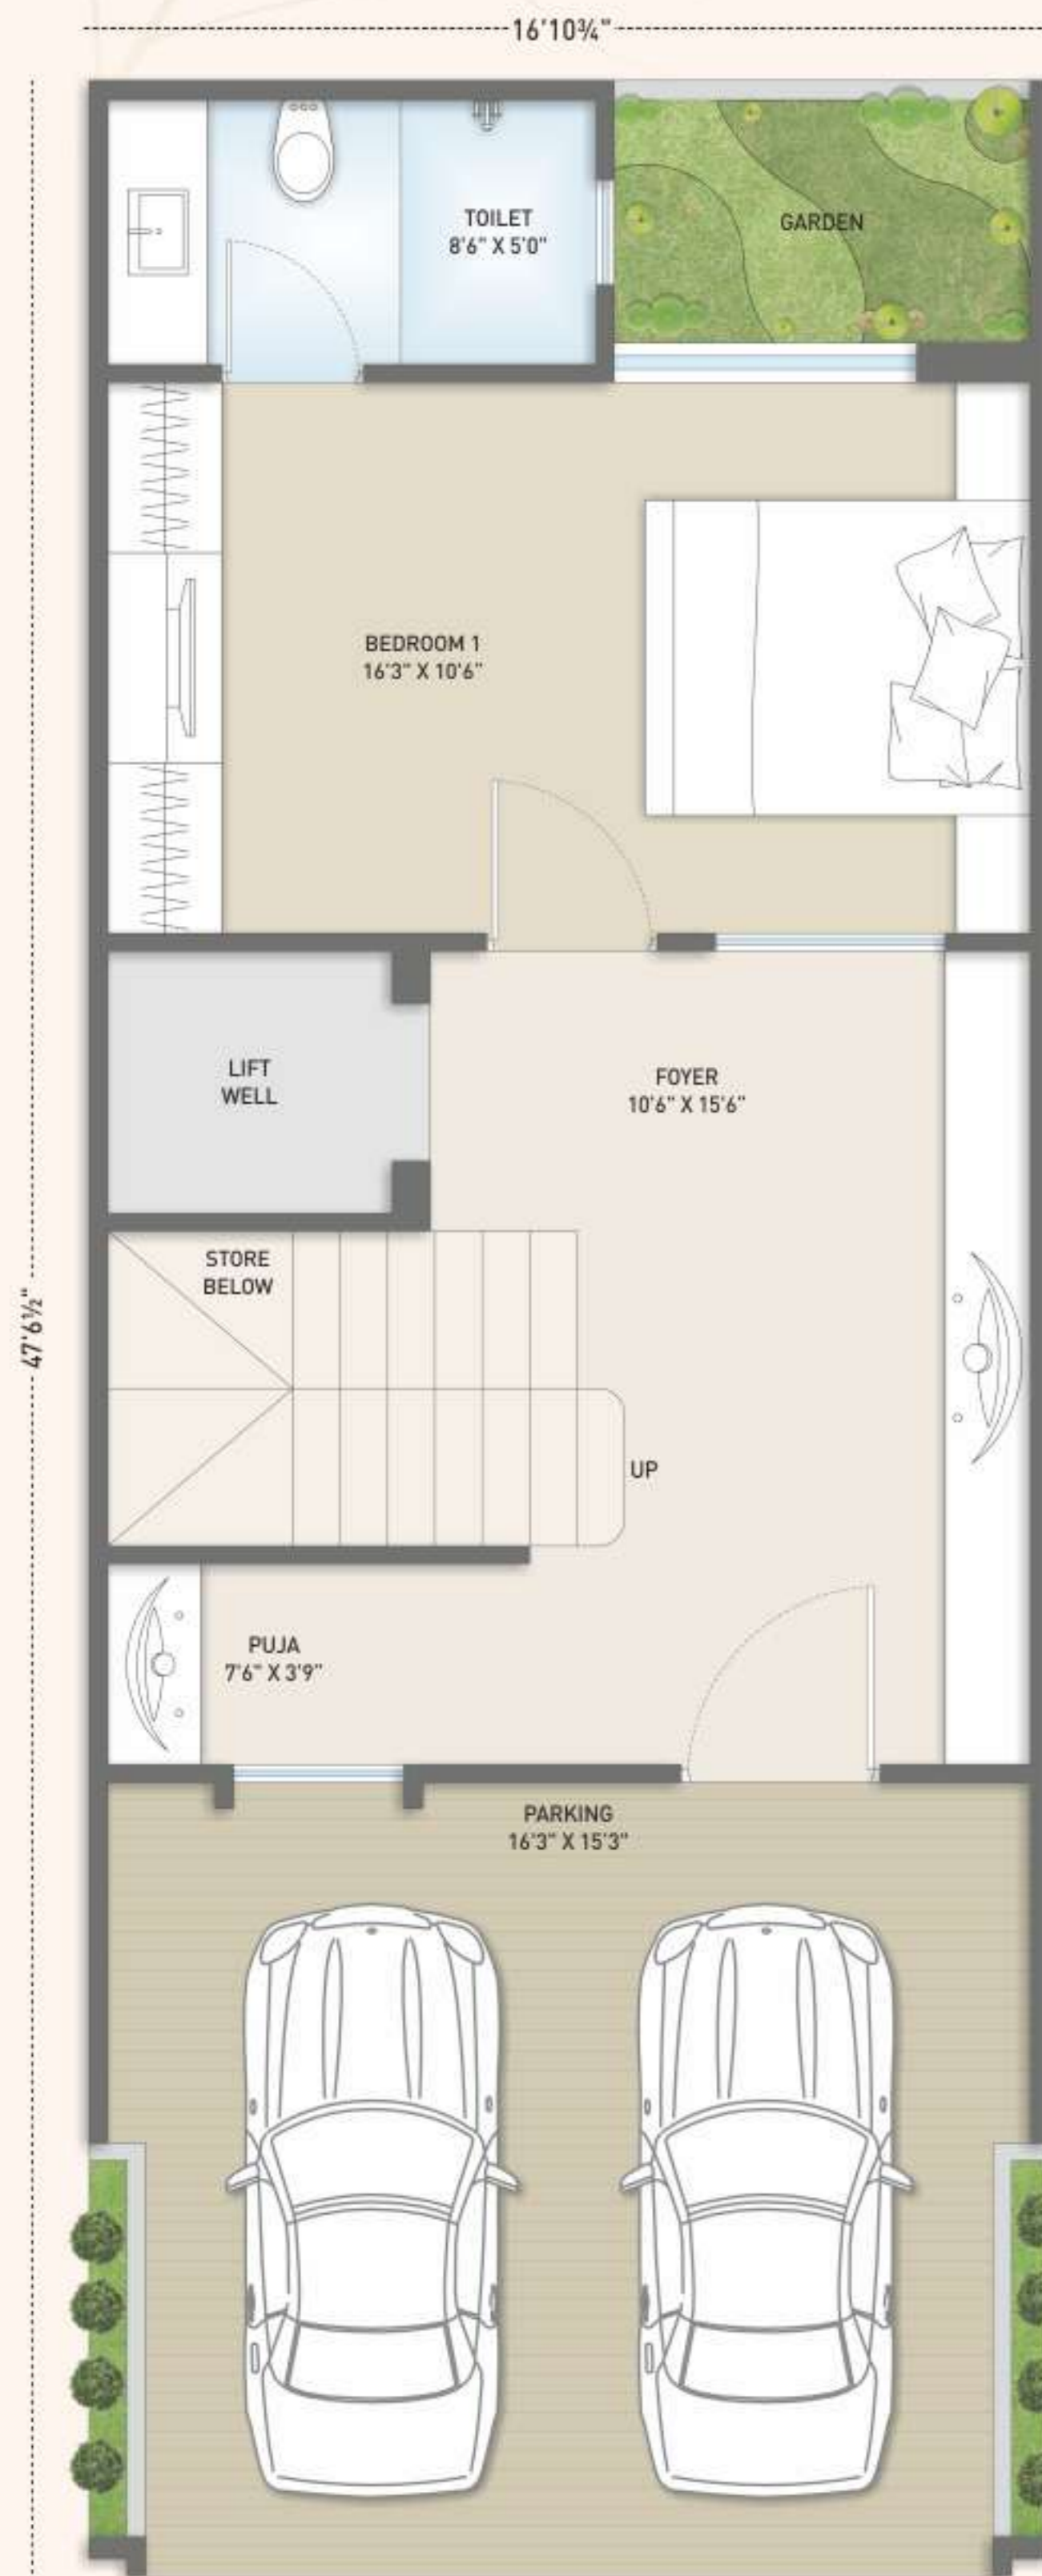 16'10¾"
TOILET
8'6" X 5'0"
GARDEN
BEDROOM 1
16'3" X 10'6"
LIFT
WELL
FOYER
10'6" X 15'6"
STORE
BELOW
47'6½"
UP
PUJA
7'6" X 3'9"
PARKING
16'3" X 15'3"